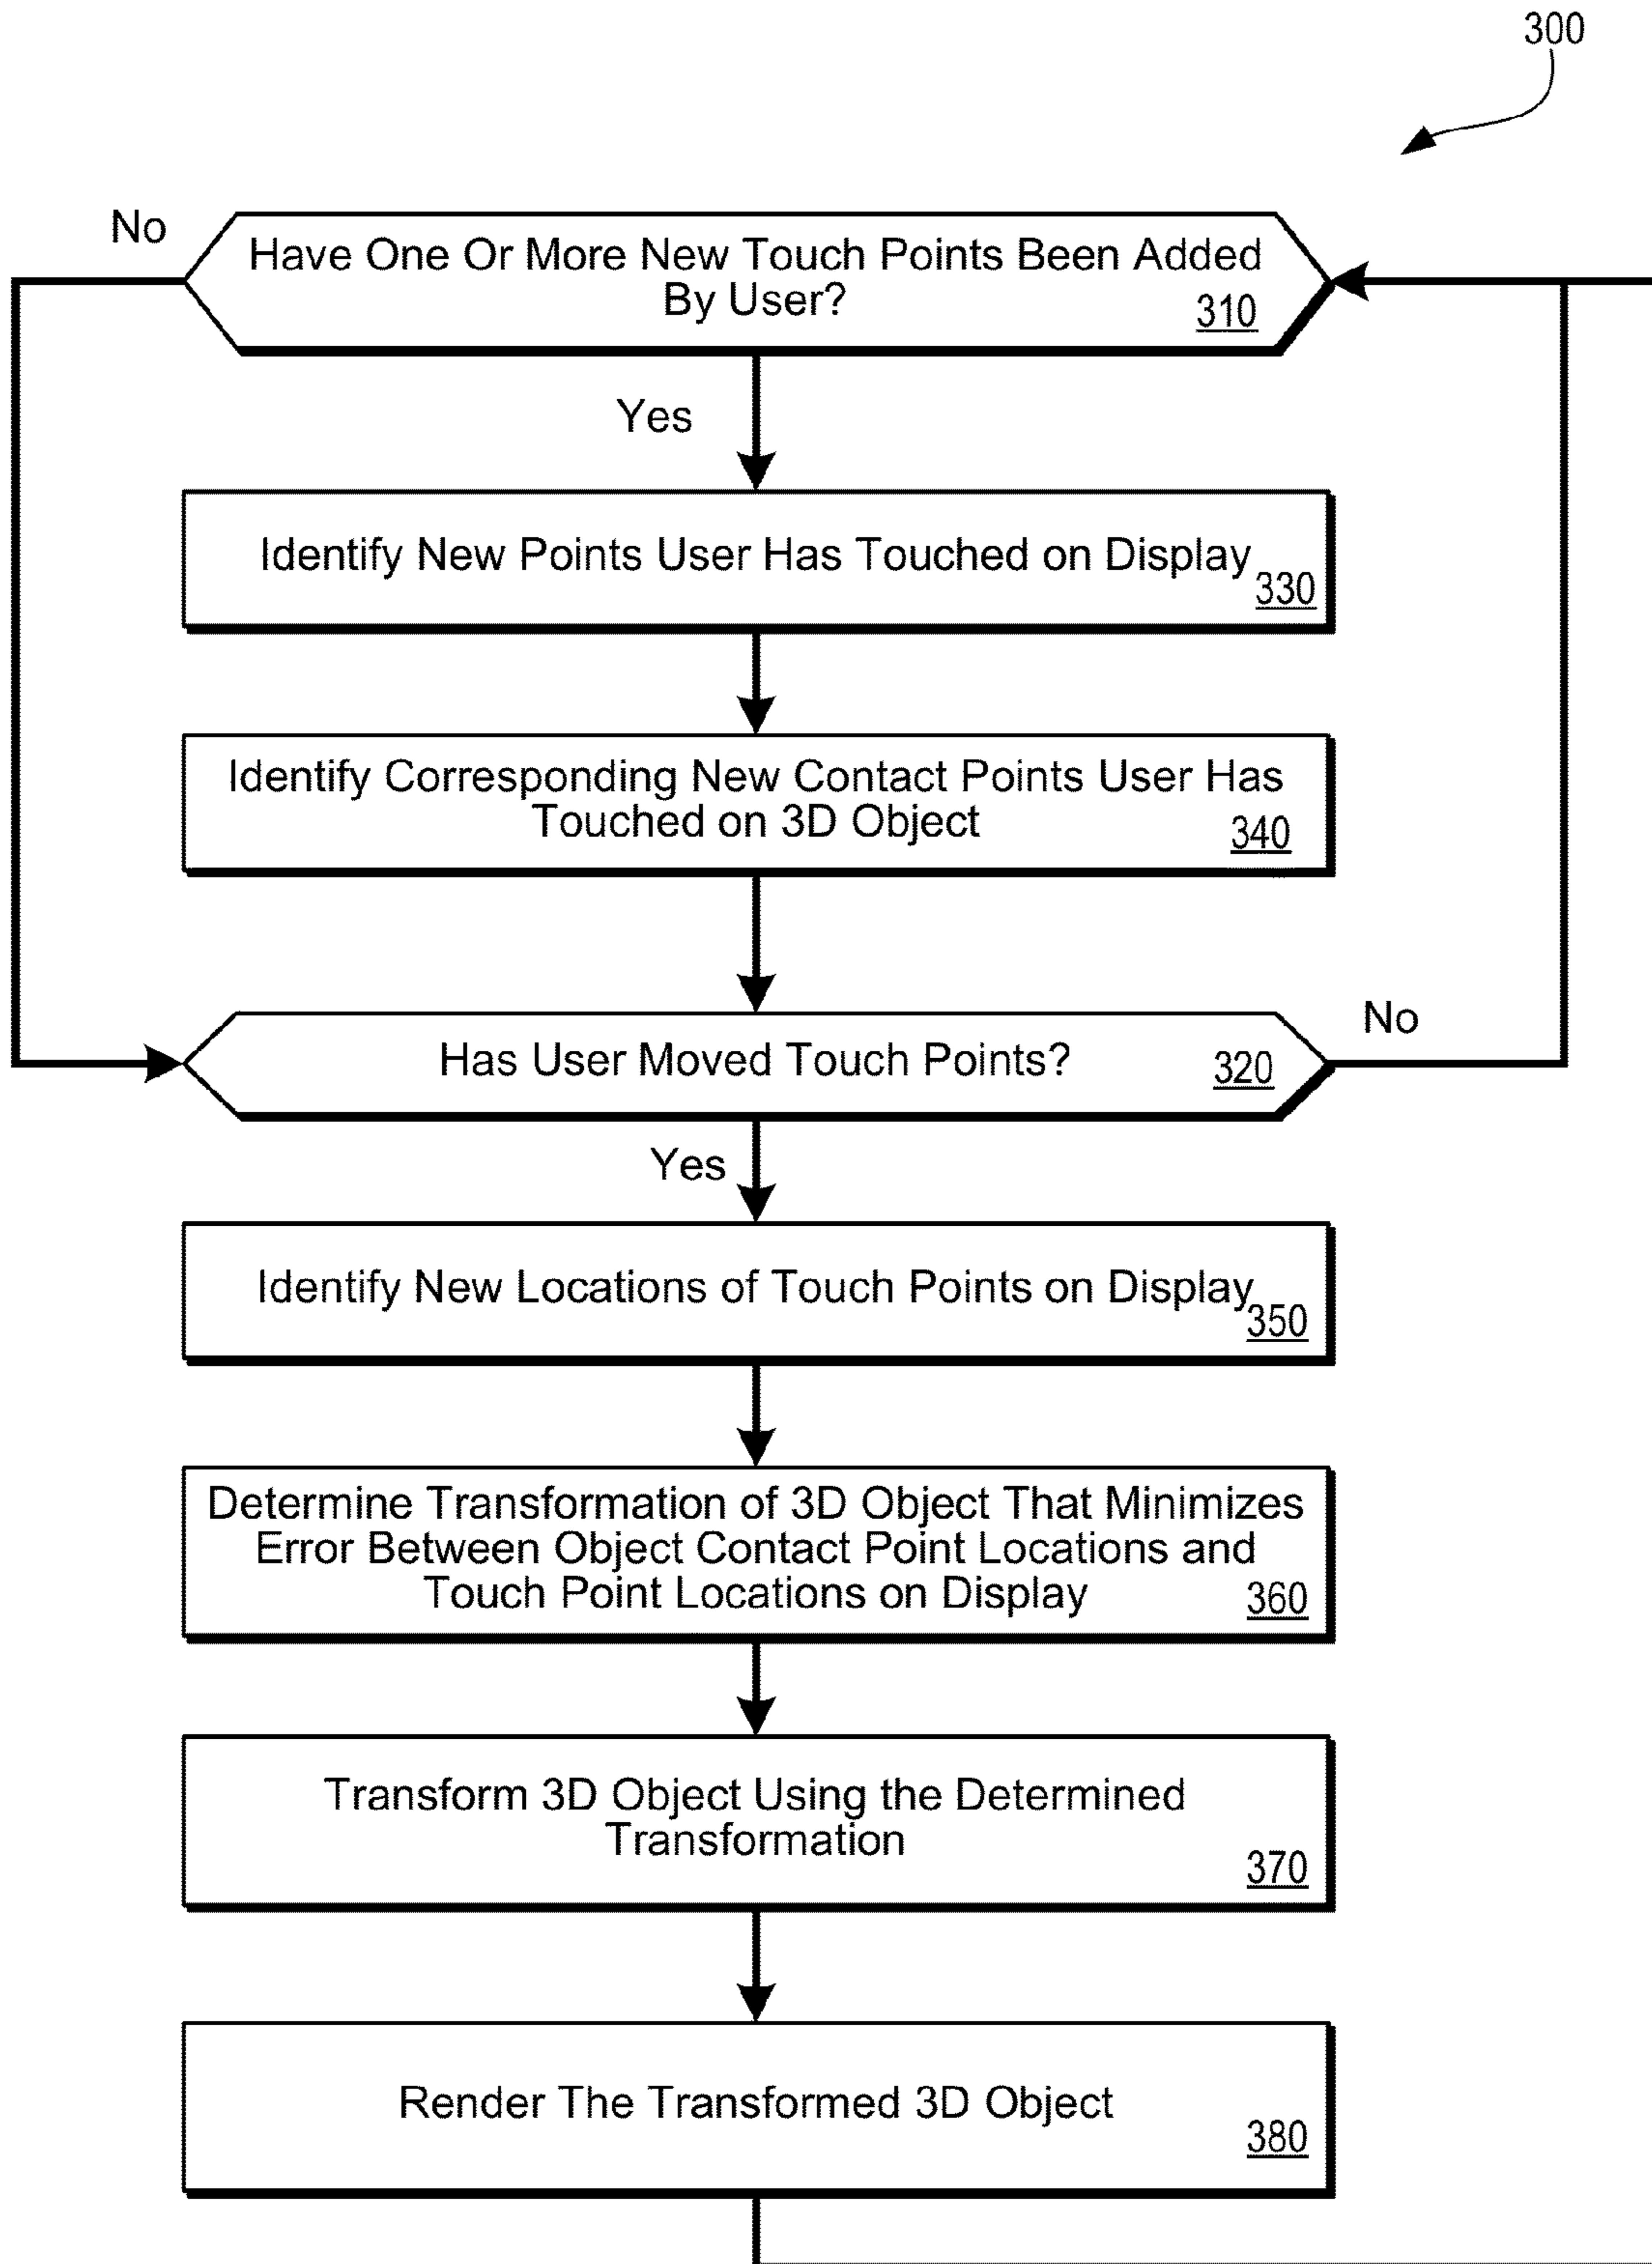 300
No
Have One Or More New Touch Points Been Added
By User?
310
Yes
Identify New Points User Has Touched on Display
330
Identify Corresponding New Contact Points User Has
Touched on 3D Object
340
No
Has User Moved Touch Points?
320
Yes
Identify New Locations of Touch Points on Display
350
Determine Transformation of 3D Object That Minimizes
Error Between Object Contact Point Locations and
Touch Point Locations on Display
360
Transform 3D Object Using the Determined
Transformation
370
Render The Transformed 3D Object
380